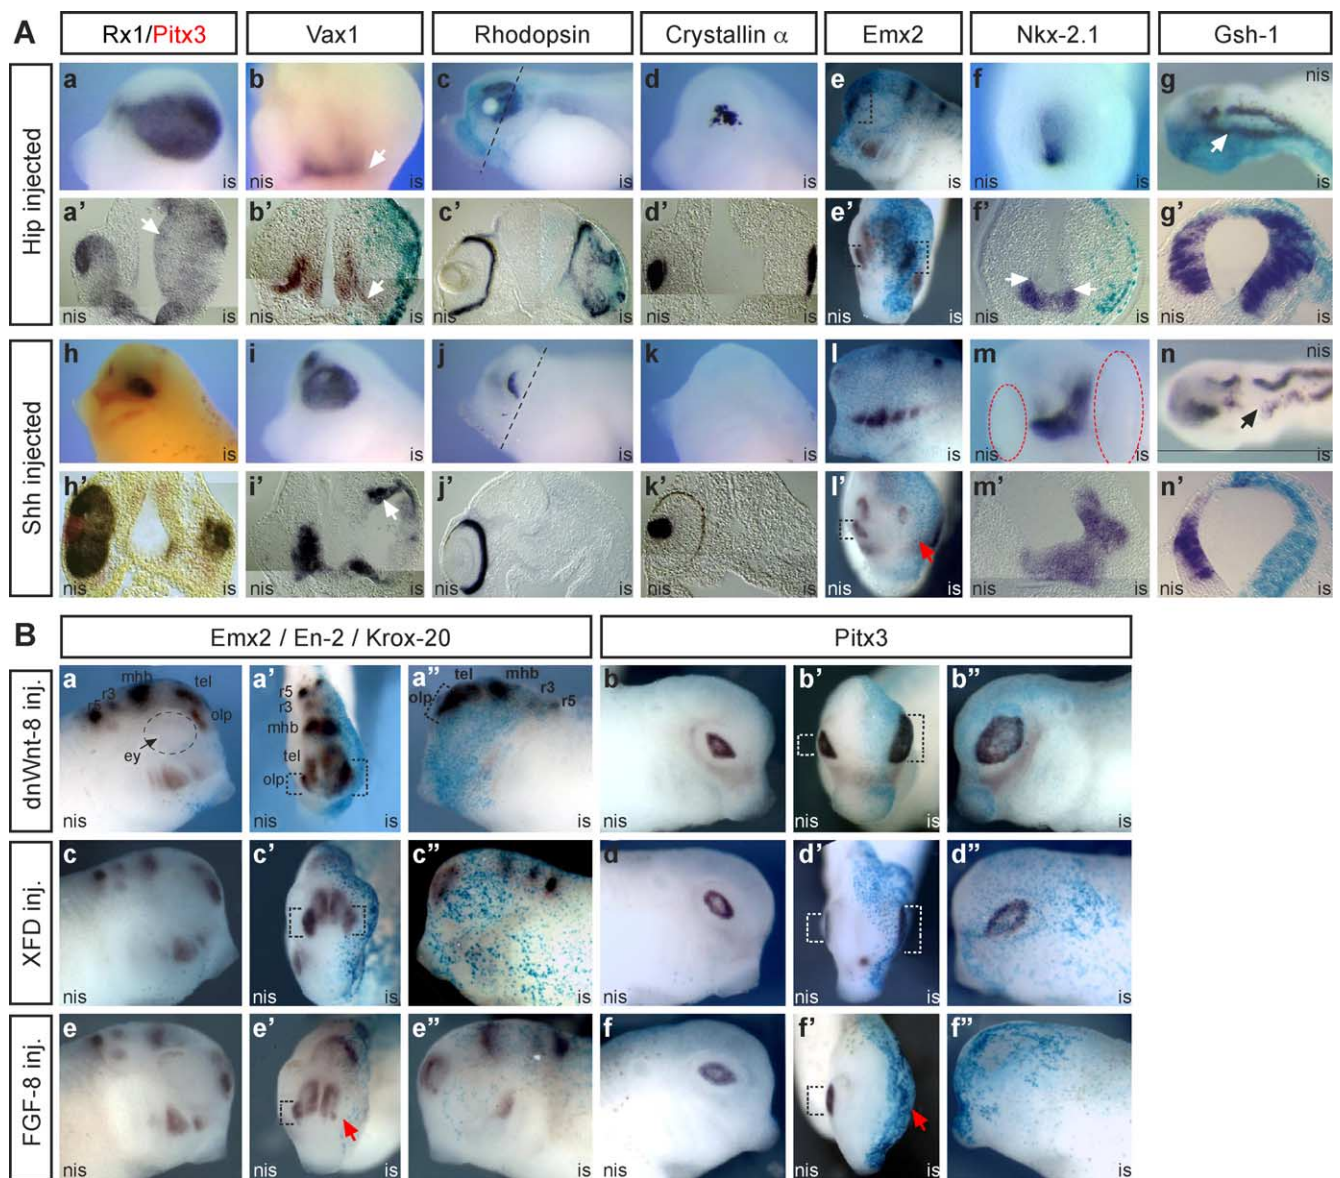 A
Rx1/Pitx3 Vax1 Rhodopsin Crystallin α Emx2 Nkx-2.1 Gsh-1
Hip injected
a is
b nis is
c is
d is
e is
f nis is
g nis is
a’ nis is
b’ nis is
c’ nis is
d’ nis is
e’ nis is
f’ nis is
g’ nis is
Shh injected
h is
i is
j is
k is
l is
m nis is
n nis is
h’ nis is
i’ nis is
j’ nis is
k’ nis is
l’ nis is
m’ nis is
n’ nis is
B
Emx2 / En-2 / Krox-20 Pitx3
dnWnt-8 inj.
a mhb tel r3 r5 olp ey nis
a’ r5 r3 mhb tel olp nis is
a” tel mhb olp r3 r5 is
b nis
b’ nis is
b” is
XFD inj.
c nis
c’ nis is
c” is
d nis
d’ nis is
d” is
FGF-8 inj.
e nis
e’ nis is
e” is
f nis
f’ nis is
f” is